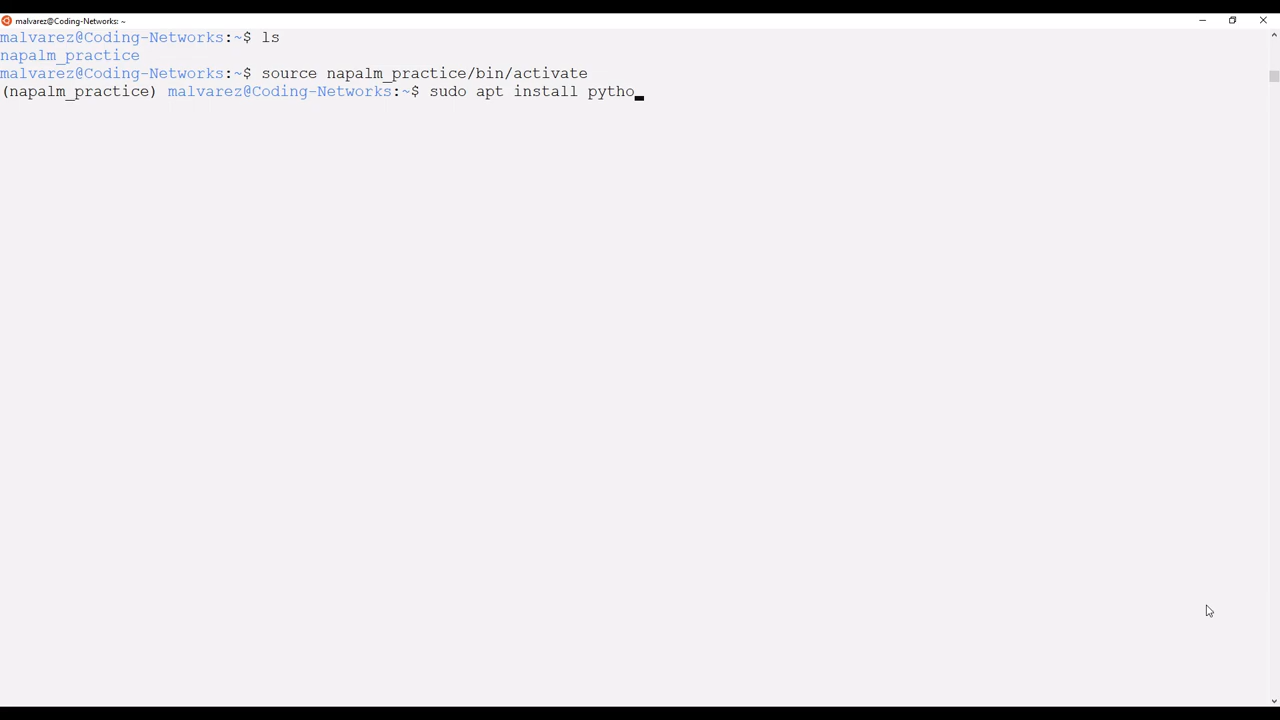 malvarez@Coding-Networks: ~
malvarez@Coding-Networks:~$ ls
napalm_practice
malvarez@Coding-Networks:~$ source napalm_practice/bin/activate
(napalm_practice) malvarez@Coding-Networks:~$ sudo apt install pytho